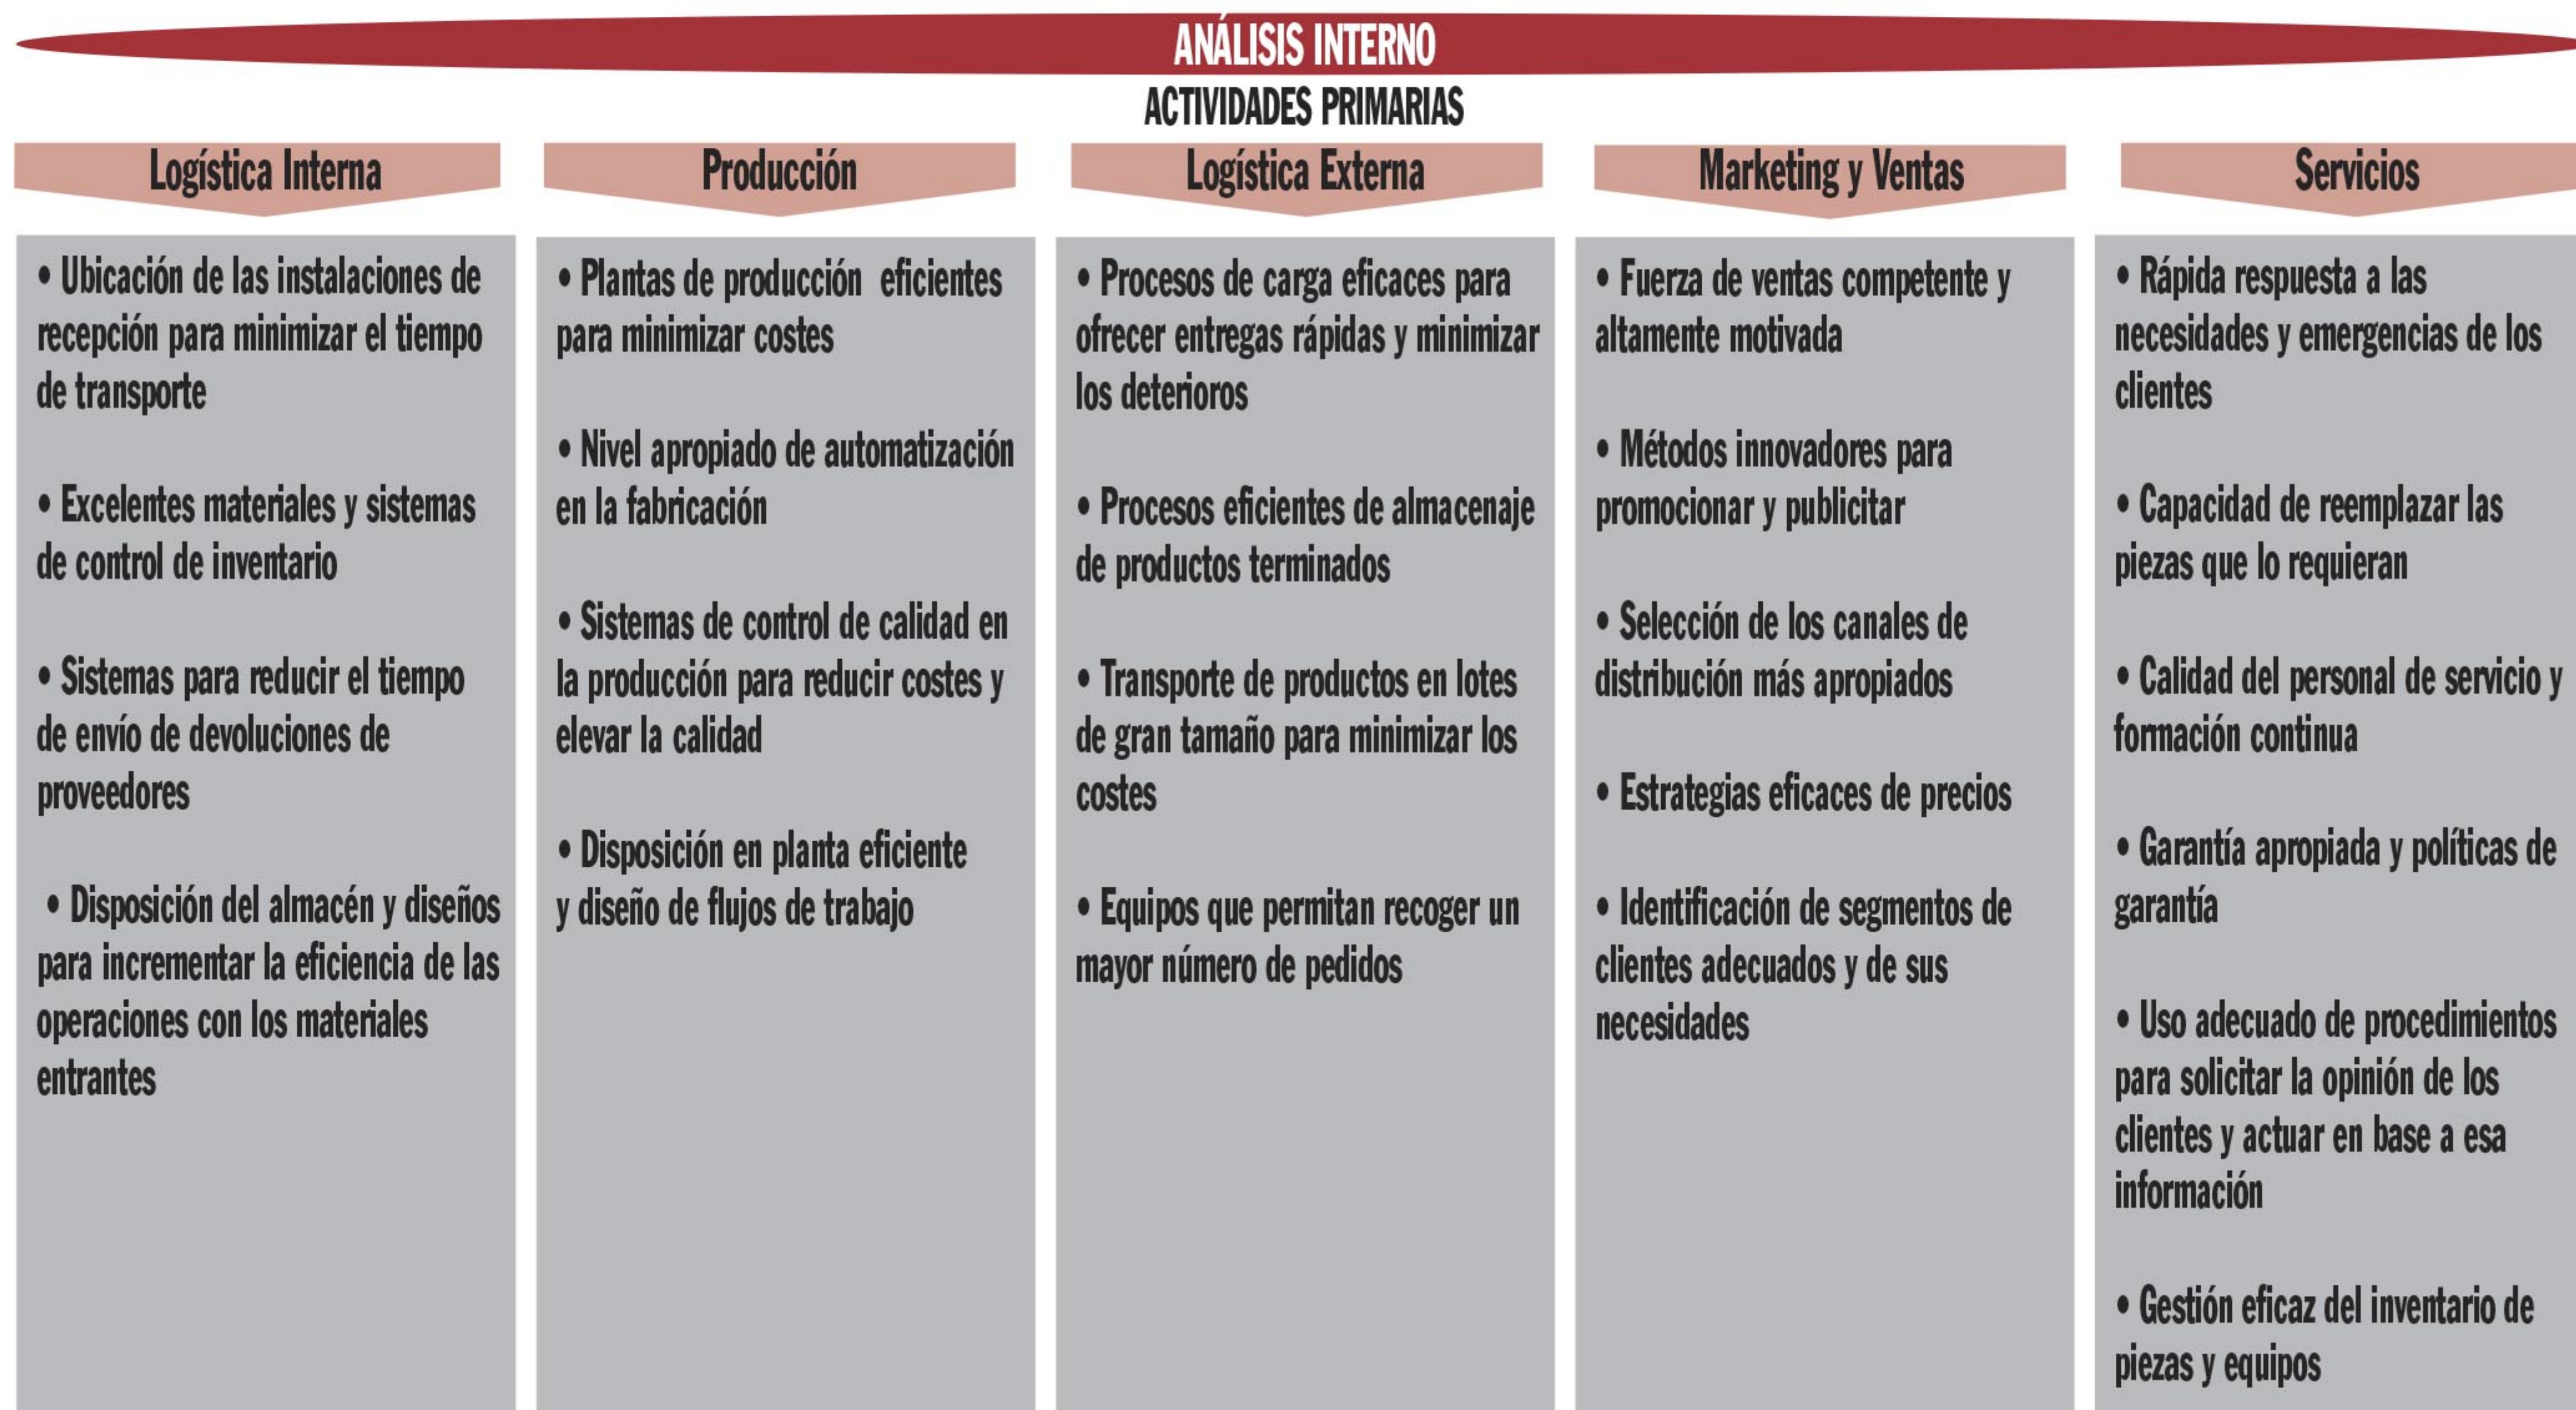 ANÁLISIS INTERNO
ACTIVIDADES PRIMARIAS
Logística Interna
• Ubicación de las instalaciones de
recepción para minimizar el tiempo
de transporte
• Excelentes materiales y sistemas
de control de inventario
• Sistemas para reducir el tiempo
de envío de devoluciones de
proveedores
• Disposición del almacén y diseños
para incrementar la eficiencia de las
operaciones con los materiales
entrantes
Producción
• Plantas de producción eficientes
para minimizar costes
• Nivel apropiado de automatización
en la fabricación
• Sistemas de control de calidad en
la producción para reducir costes y
elevar la calidad
• Disposición en planta eficiente
y diseño de flujos de trabajo
Logística Externa
• Procesos de carga eficaces para
ofrecer entregas rápidas y minimizar
los deterioros
• Procesos eficientes de almacenaje
de productos terminados
• Transporte de productos en lotes
de gran tamaño para minimizar los
costes
• Equipos que permitan recoger un
mayor número de pedidos
Marketing y Ventas
• Fuerza de ventas competente y
altamente motivada
• Métodos innovadores para
promocionar y publicitar
• Selección de los canales de
distribución más apropiados
• Estrategias eficaces de precios
• Identificación de segmentos de
clientes adecuados y de sus
necesidades
Servicios
• Rápida respuesta a las
necesidades y emergencias de los
clientes
• Capacidad de reemplazar las
piezas que lo requieran
• Calidad del personal de servicio y
formación continua
• Garantía apropiada y políticas de
garantía
• Uso adecuado de procedimientos
para solicitar la opinión de los
clientes y actuar en base a esa
información
• Gestión eficaz del inventario de
piezas y equipos